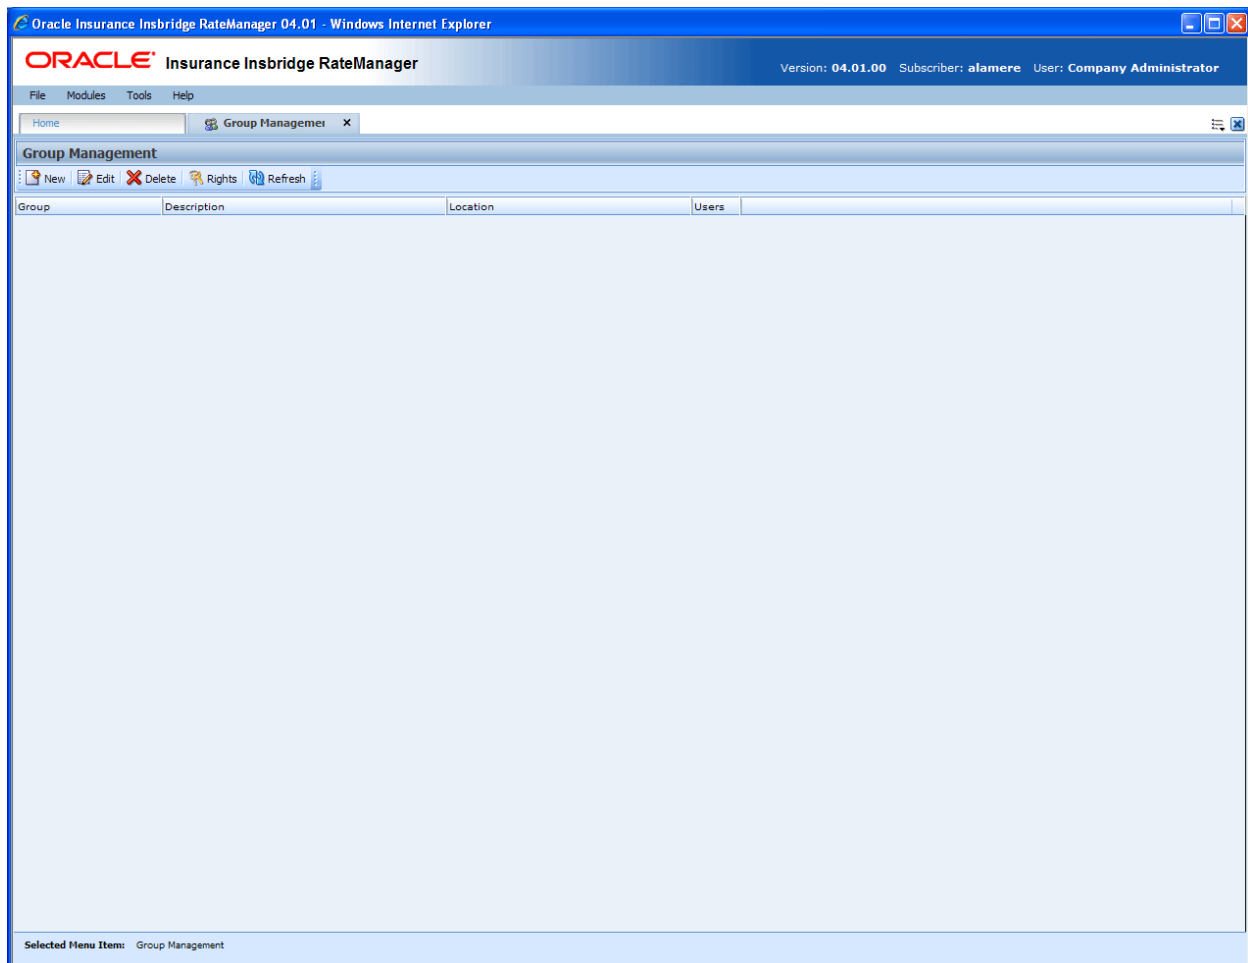 Oracle Insurance Insbridge RateManager 04.01 - Windows Internet Explorer
ORACLE Insurance Insbridge RateManager
Version: 04.01.00 Subscriber: alamere User: Company Administrator
File Modules Tools Help
Home Group Managemer
Group Management
New Edit Delete Rights Refresh
Group Description Location Users
Selected Menu Item: Group Management